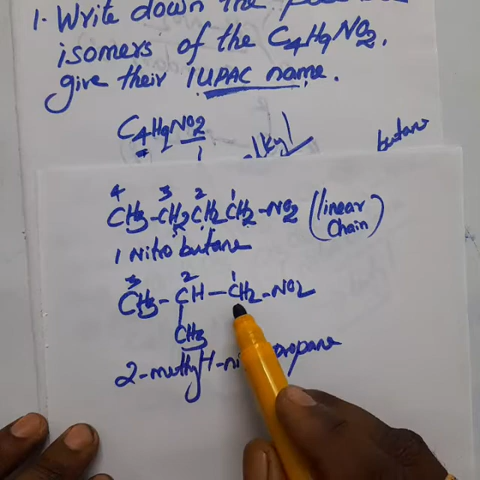 1. Write down the
isomers of the C4H9NO2.
give their IUPAC name.
C4H9NO2
butane
4 3 2 1
CH3-CH2CH2CH2-NO2 (linear
chain)
1 Nitro butane
3 2 1
CH3-CH-CH2-NO2
CH3
2-methyl-1-